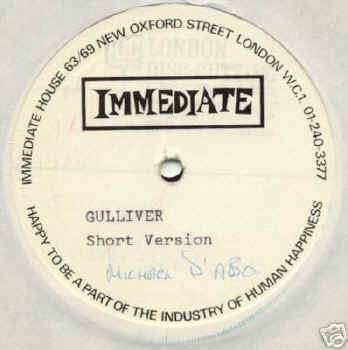 IMMEDIATE HOUSE 63/69 NEW OXFORD STREET LONDON W.C.1. 01-240-3377
IMMEDIATE
GULLIVER
Short Version
MICHAEL D'ABO.
HAPPY TO BE A PART OF THE INDUSTRY OF HUMAN HAPPINESS